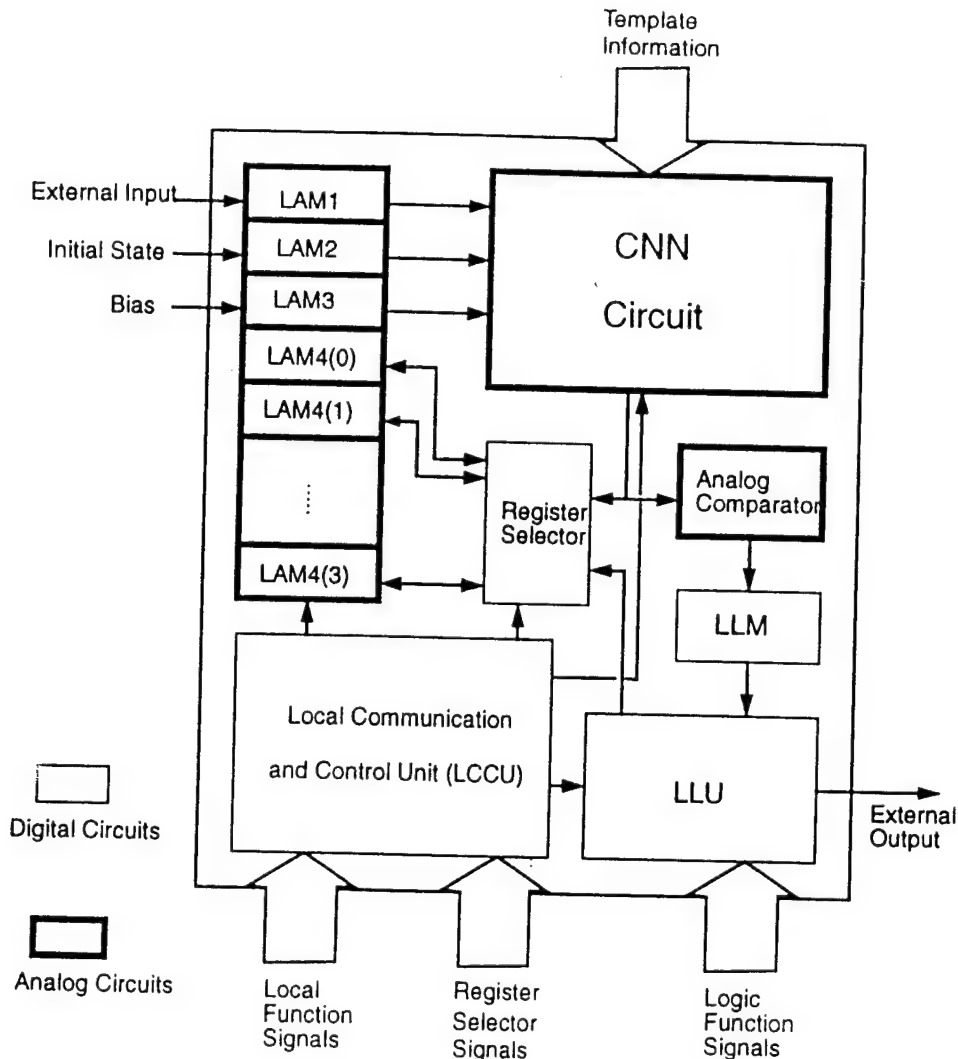 Template
Information
External Input
LAM1
Initial State
LAM2
Bias
LAM3
LAM4(0)
LAM4(1)
......
LAM4(3)
CNN
Circuit
Register
Selector
Analog
Comparator
LLM
Local Communication
and Control Unit (LCCU)
LLU
External
Output
Digital Circuits
Analog Circuits
Local
Function
Signals
Register
Selector
Signals
Logic
Function
Signals